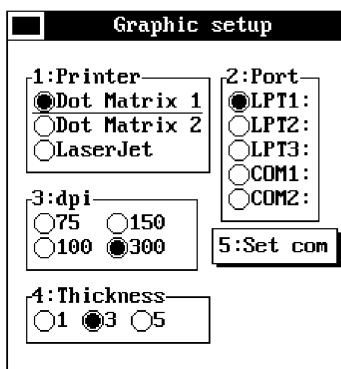 Graphic setup
1:Printer
Dot Matrix 1
Dot Matrix 2
LaserJet
2:Port
LPT1:
LPT2:
LPT3:
COM1:
COM2:
3:dpi
75 150
100 300
5:Set com
4:Thickness
1 3 5